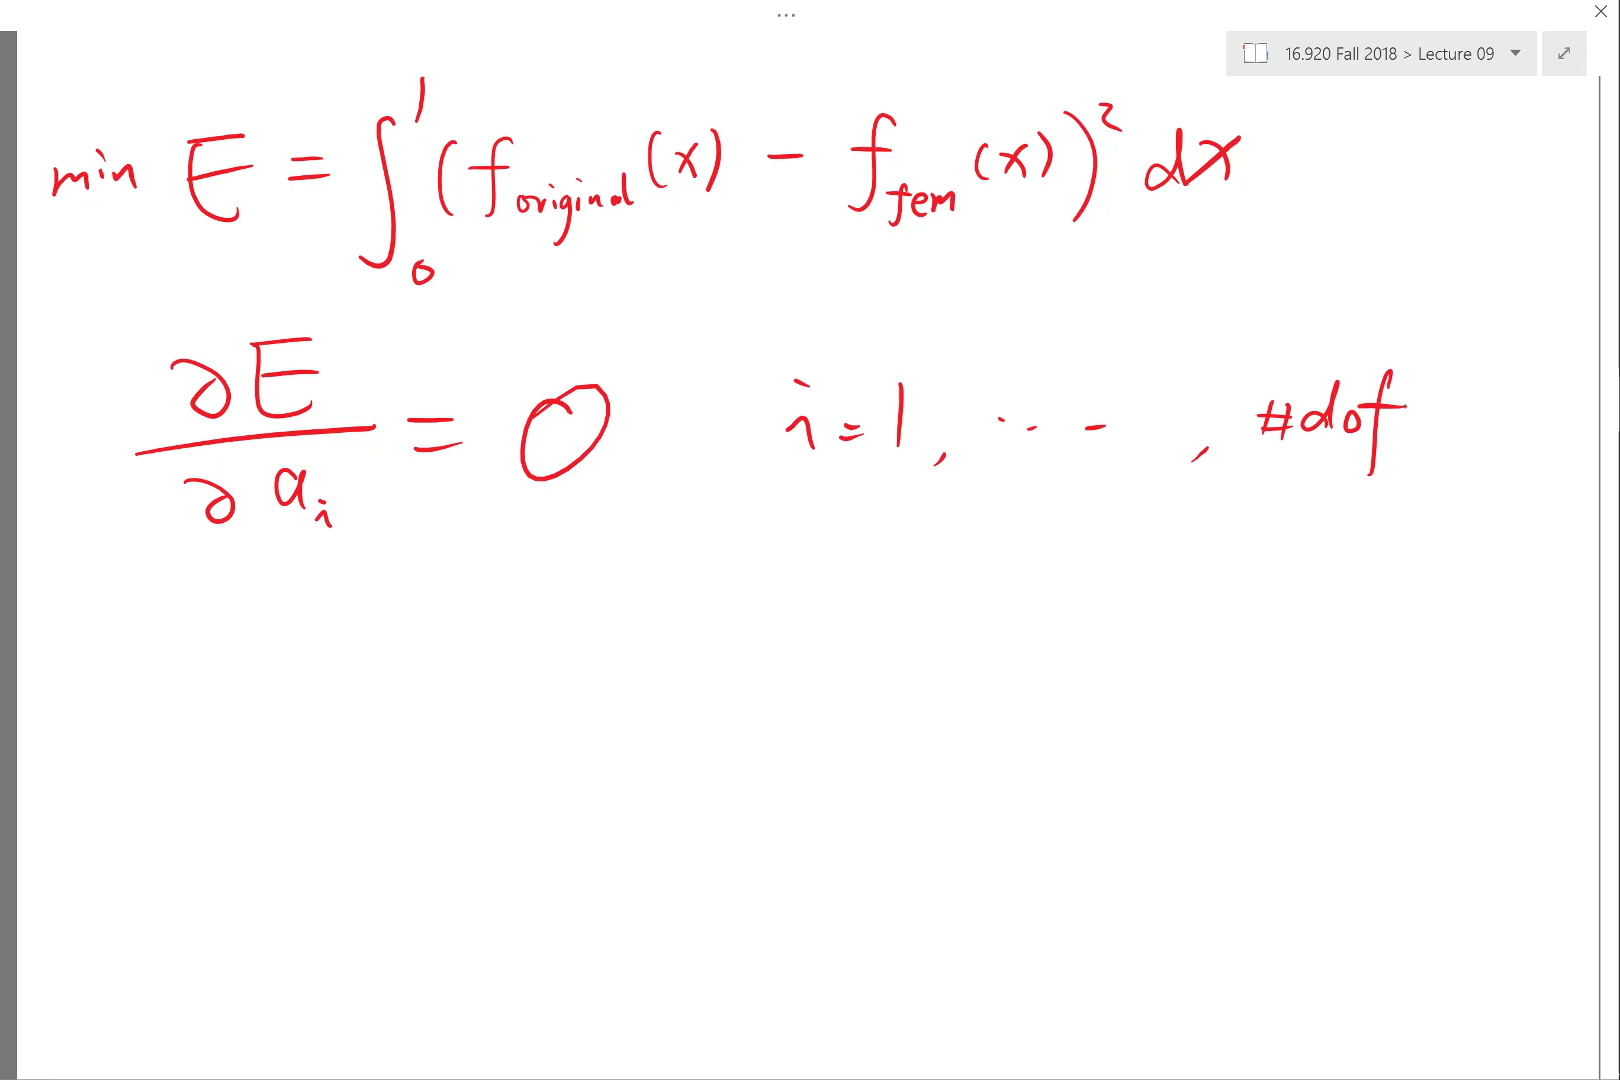 16.920 Fall 2018 > Lecture 09
min E = ∫₀¹ (f_original (x) − f_fem (x))² dx
∂E/∂a_i = 0 i = 1, ..., #dof